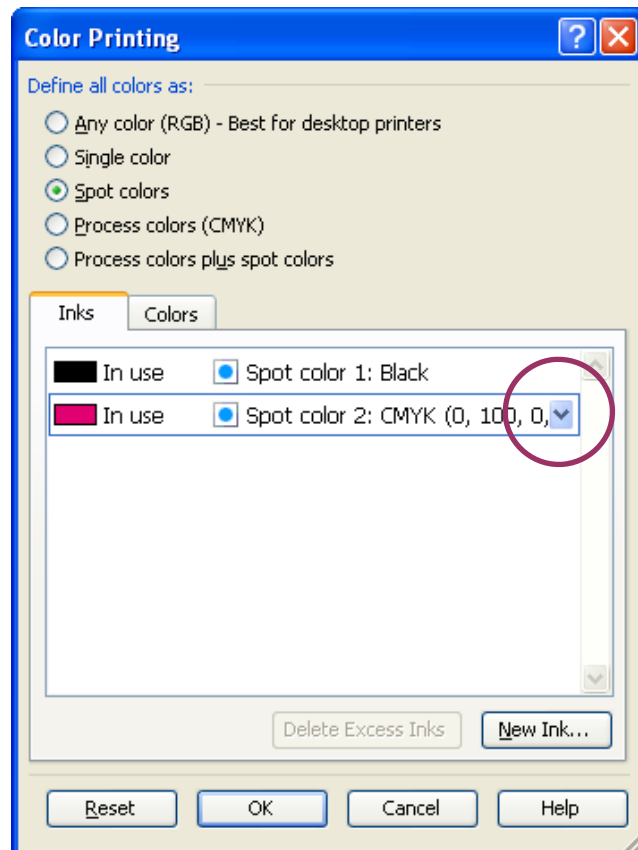 Color Printing
Define all colors as:
Any color (RGB) - Best for desktop printers
Single color
Spot colors
Process colors (CMYK)
Process colors plus spot colors
Inks Colors
In use Spot color 1: Black
In use Spot color 2: CMYK (0, 100, 0,
Delete Excess Inks New Ink...
Reset OK Cancel Help